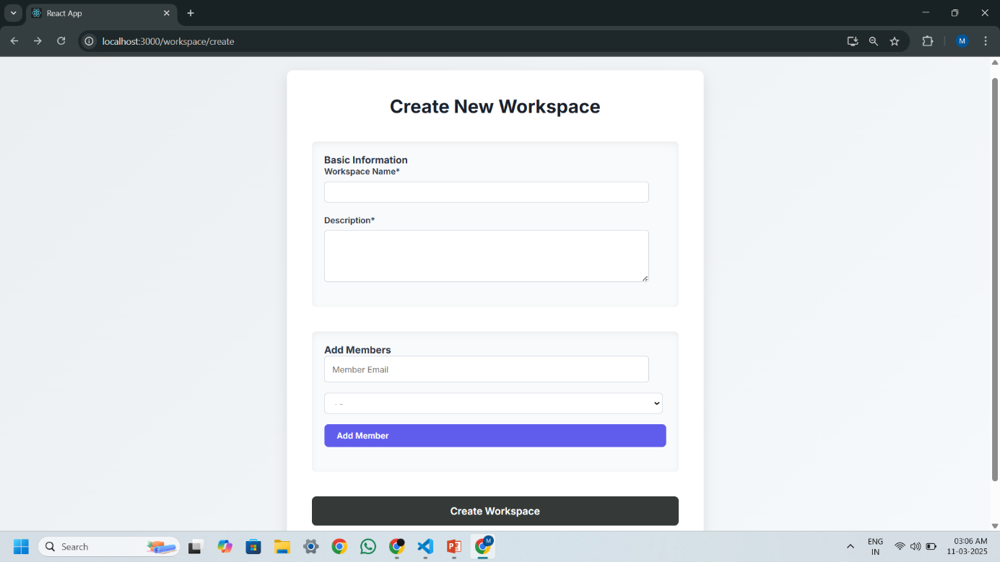 React App
localhost:3000/workspace/create
M
Create New Workspace
Basic Information
Workspace Name*
Description*
Add Members
Member Email
Add Member
Create Workspace
Search
M
ENG
IN
03:06 AM
11-03-2025